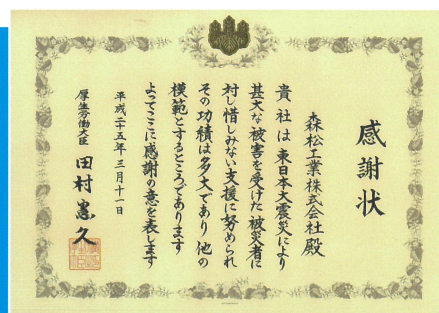 感謝状
森松工業株式会社殿
貴社は東日本大震災により
甚大な被害を受けた被災者に
対し惜しみない支援に努められ
その功績は多大であり他の
模範とするところであります
よってここに感謝の意を表します
平成二十五年三月十一日
厚生労働大臣 田村憲久